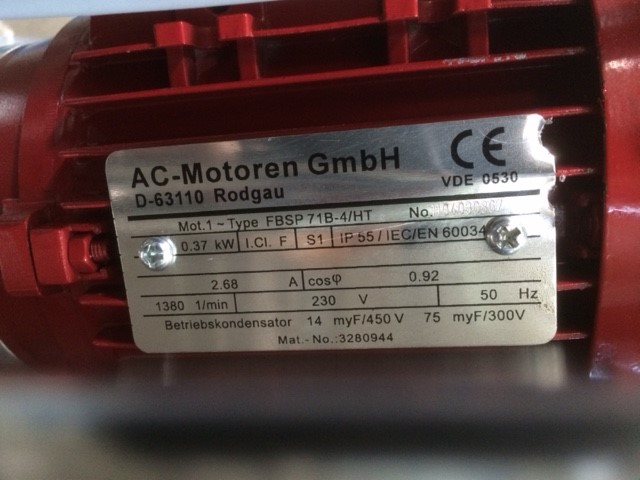 AC-Motoren GmbH
D-63110 Rodgau
CE
VDE 0530
Mot.1~Type FBSP 71B-4/HT No.
0.37 kW I.Cl. F S1 IP 55 / IEC/EN 60034
2.68 A cosφ 0.92
1380 1/min 230 V 50 Hz
Betriebskondensator 14 myF/450 V 75 myF/300V
Mat.-No.:3280944